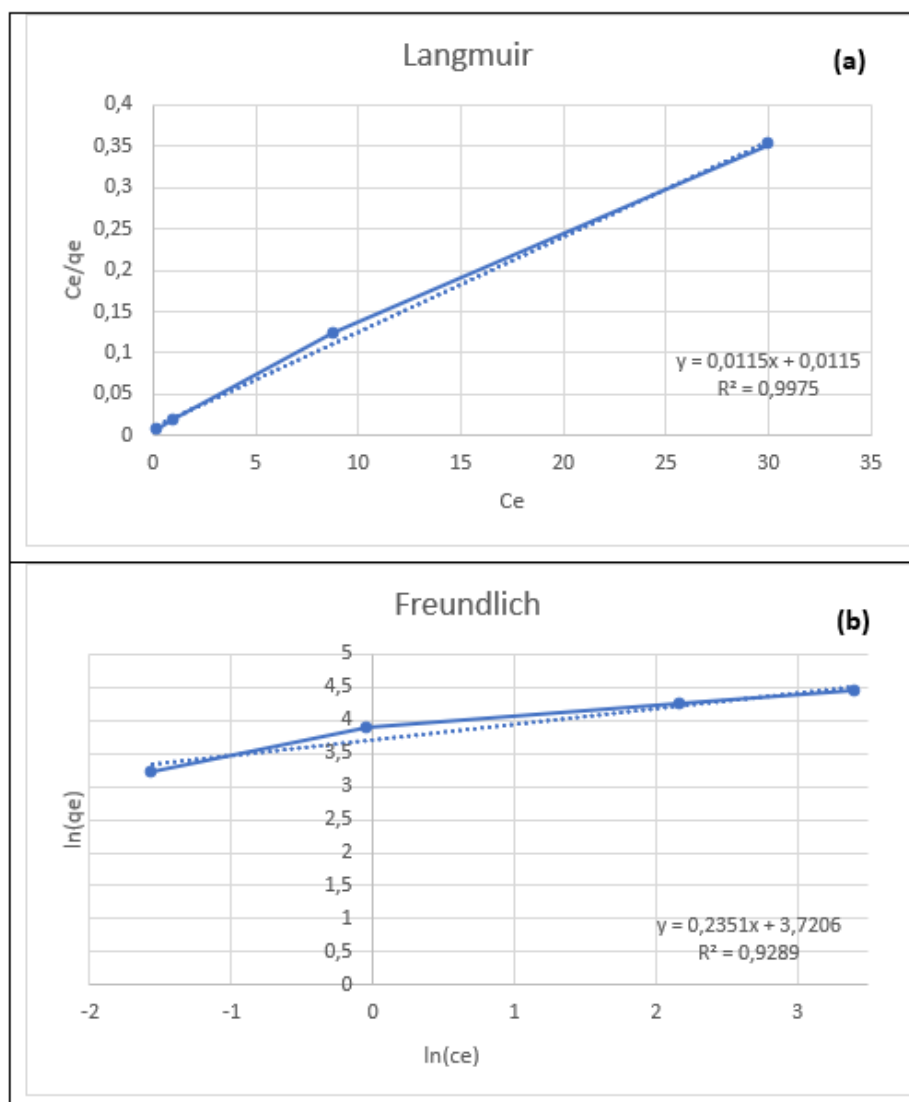 Langmuir
(a)
0,4
0,35
0,3
0,25
0,2
0,15
0,1
0,05
0
Ce/qe
y = 0,0115x + 0,0115
R² = 0,9975
0 5 10 15 20 25 30 35
Ce
Freundlich
(b)
5
4,5
4
3,5
3
2,5
2
1,5
1
0,5
0
ln(qe)
y = 0,2351x + 3,7206
R² = 0,9289
-2 -1 0 1 2 3
ln(ce)